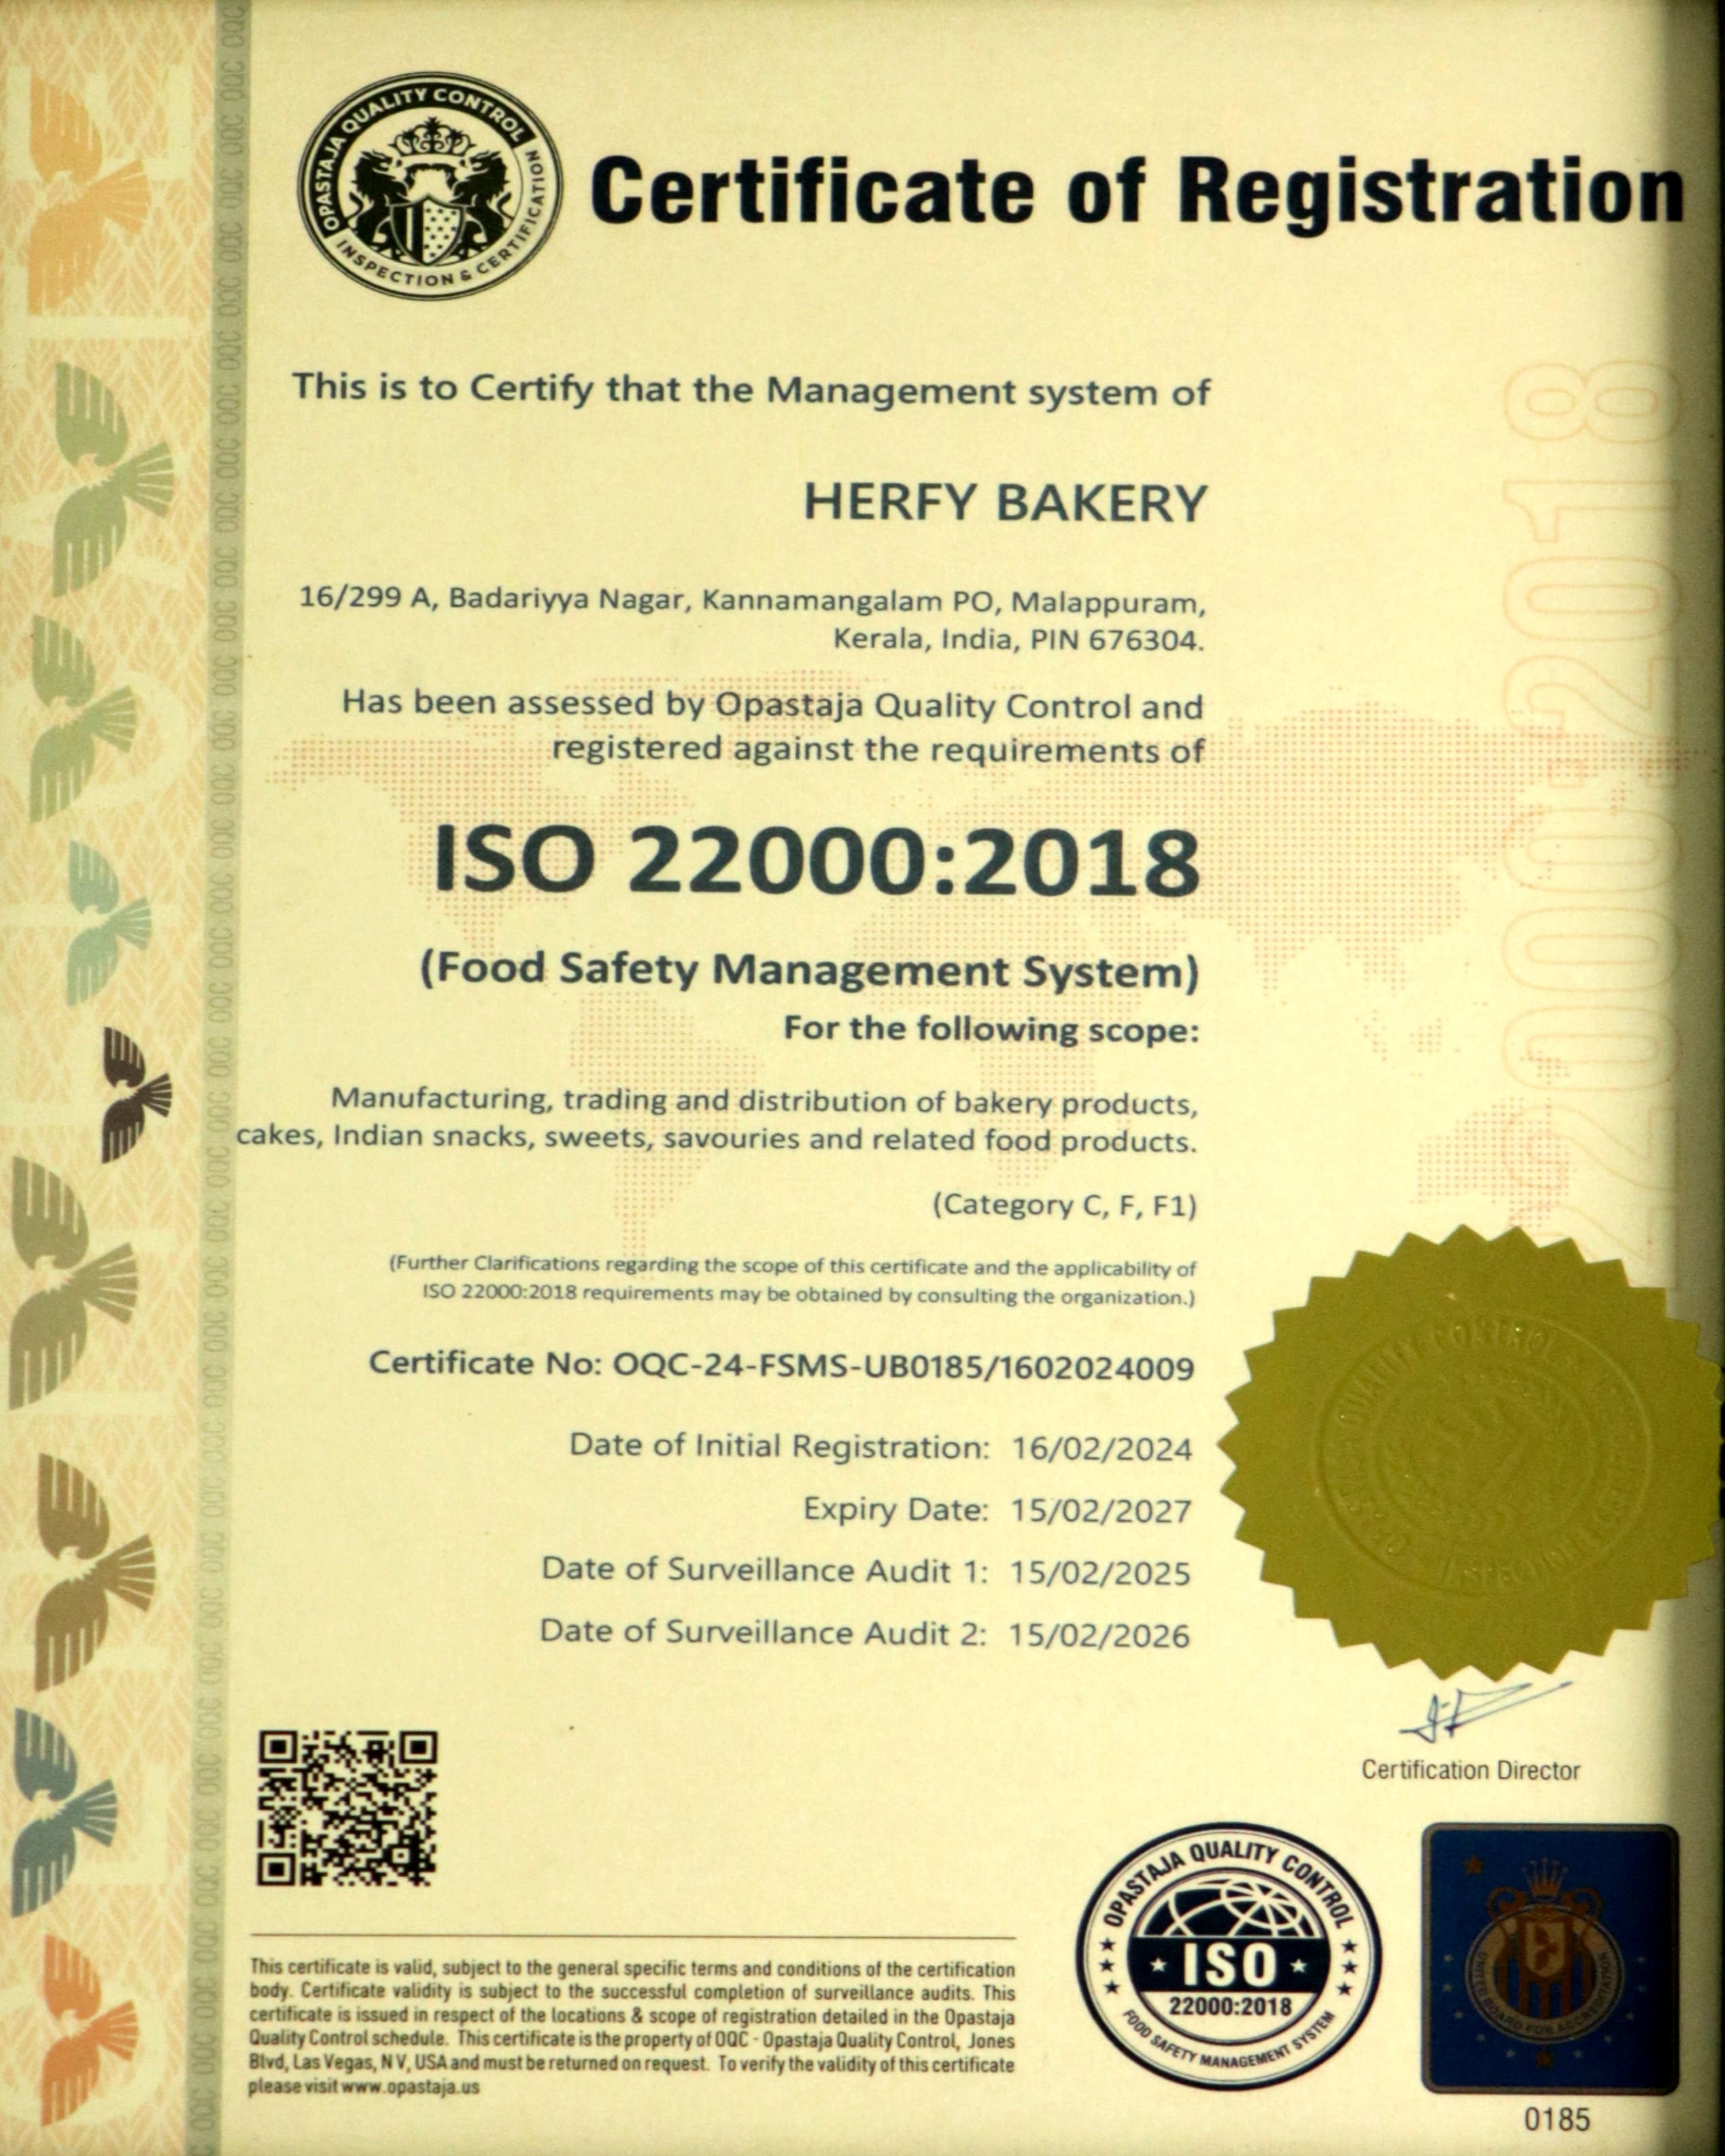 OPASTAJA QUALITY CONTROL
INSPECTION & CERTIFICATION
Certificate of Registration
This is to Certify that the Management system of
HERFY BAKERY
16/299 A, Badariyya Nagar, Kannamangalam PO, Malappuram,
Kerala, India, PIN 676304.
Has been assessed by Opastaja Quality Control and
registered against the requirements of
ISO 22000:2018
(Food Safety Management System)
For the following scope:
Manufacturing, trading and distribution of bakery products,
cakes, Indian snacks, sweets, savouries and related food products.
(Category C, F, F1)
(Further Clarifications regarding the scope of this certificate and the applicability of
ISO 22000:2018 requirements may be obtained by consulting the organization.)
Certificate No: OQC-24-FSMS-UB0185/1602024009
Date of Initial Registration: 16/02/2024
Expiry Date: 15/02/2027
Date of Surveillance Audit 1: 15/02/2025
Date of Surveillance Audit 2: 15/02/2026
Certification Director
This certificate is valid, subject to the general specific terms and conditions of the certification
body. Certificate validity is subject to the successful completion of surveillance audits. This
certificate is issued in respect of the locations & scope of registration detailed in the Opastaja
Quality Control schedule. This certificate is the property of OQC - Opastaja Quality Control, Jones
Blvd, Las Vegas, NV, USA and must be returned on request. To verify the validity of this certificate
please visit www.opastaja.us
OPASTAJA QUALITY CONTROL
ISO
22000:2018
FOOD SAFETY MANAGEMENT SYSTEM
UNITED BOARD FOR ACCREDITATION
0185